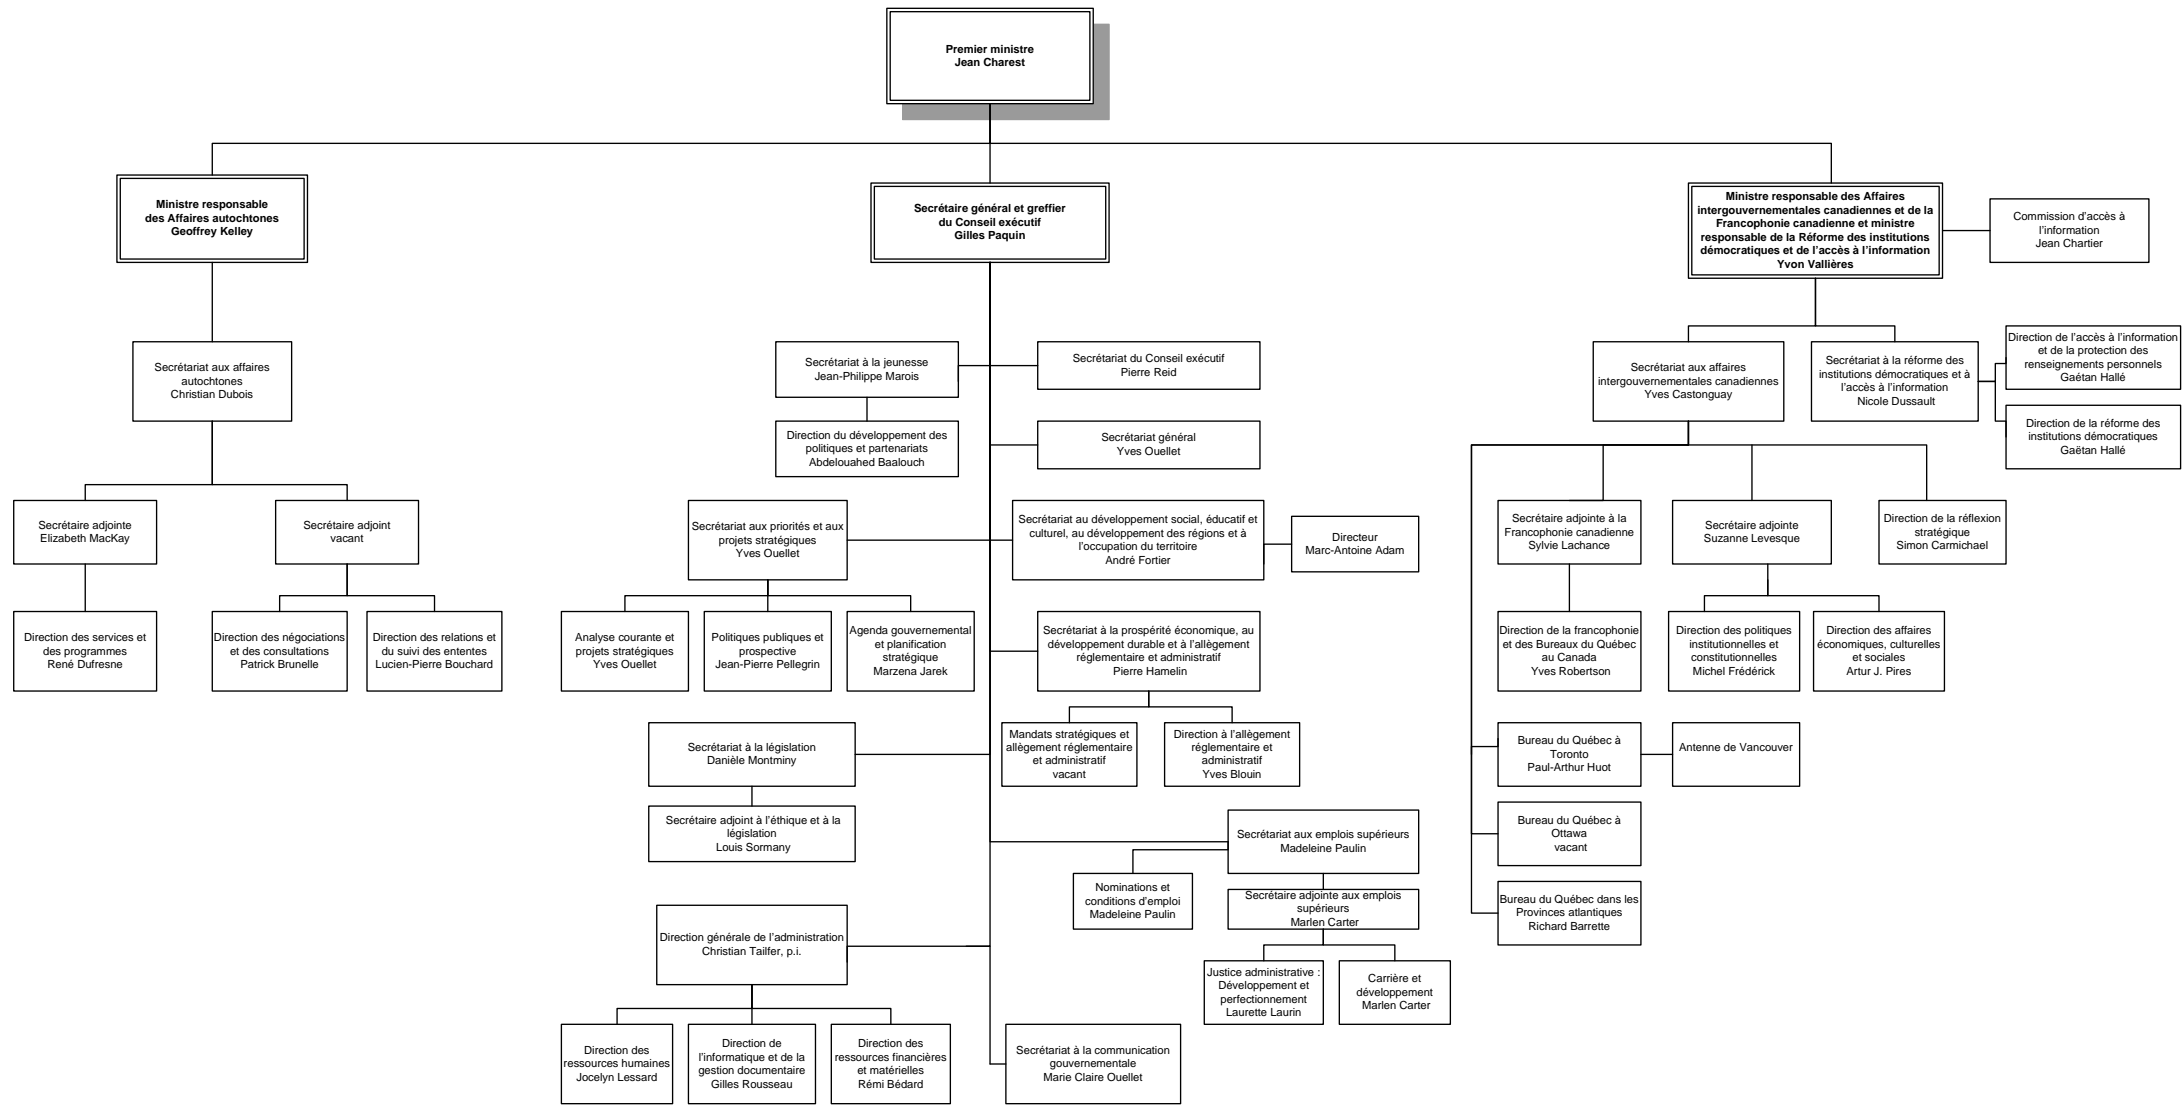 Premier ministre
Jean Charest
Ministre responsable
des Affaires autochtones
Geoffrey Kelley
Secrétaire général et greffier
du Conseil exécutif
Gilles Paquin
Ministre responsable des Affaires
intergouvernementales canadiennes et de la
Francophonie canadienne et ministre
responsable de la Réforme des institutions
démocratiques et de l'accès à l'information
Yvon Vallières
Commission d'accès à
l'information
Jean Chartier
Secrétariat aux affaires
autochtones
Christian Dubois
Secrétariat à la jeunesse
Jean-Philippe Marois
Secrétariat du Conseil exécutif
Pierre Reid
Secrétariat aux affaires
intergouvernementales canadiennes
Yves Castonguay
Secrétariat à la réforme des
institutions démocratiques et à
l'accès à l'information
Nicole Dussault
Direction de l'accès à l'information
et de la protection des
renseignements personnels
Gaétan Hallé
Direction du développement des
politiques et partenariats
Abdelouahed Baalouch
Secrétariat général
Yves Ouellet
Direction de la réforme des
institutions démocratiques
Gaëtan Hallé
Secrétaire adjointe
Elizabeth MacKay
Secrétaire adjoint
vacant
Secrétariat aux priorités et aux
projets stratégiques
Yves Ouellet
Secrétariat au développement social, éducatif et
culturel, au développement des régions et à
l'occupation du territoire
André Fortier
Directeur
Marc-Antoine Adam
Secrétaire adjointe à la
Francophonie canadienne
Sylvie Lachance
Secrétaire adjointe
Suzanne Levesque
Direction de la réflexion
stratégique
Simon Carmichael
Direction des services et
des programmes
René Dufresne
Direction des négociations
et des consultations
Patrick Brunelle
Direction des relations et
du suivi des ententes
Lucien-Pierre Bouchard
Analyse courante et
projets stratégiques
Yves Ouellet
Politiques publiques et
prospective
Jean-Pierre Pellegrin
Agenda gouvernemental
et planification
stratégique
Marzena Jarek
Secrétariat à la prospérité économique, au
développement durable et à l'allègement
réglementaire et administratif
Pierre Hamelin
Direction de la francophonie
et des Bureaux du Québec
au Canada
Yves Robertson
Direction des politiques
institutionnelles et
constitutionnelles
Michel Frédérick
Direction des affaires
économiques, culturelles
et sociales
Artur J. Pires
Secrétariat à la législation
Danièle Montminy
Mandats stratégiques et
allègement réglementaire
et administratif
vacant
Direction à l'allègement
réglementaire et
administratif
Yves Blouin
Bureau du Québec à
Toronto
Paul-Arthur Huot
Antenne de Vancouver
Secrétaire adjoint à l'éthique et à la
législation
Louis Sormany
Secrétariat aux emplois supérieurs
Madeleine Paulin
Bureau du Québec à
Ottawa
vacant
Nominations et
conditions d'emploi
Madeleine Paulin
Secrétaire adjointe aux emplois
supérieurs
Marlen Carter
Bureau du Québec dans les
Provinces atlantiques
Richard Barrette
Direction générale de l'administration
Christian Tailfer, p.i.
Justice administrative :
Développement et
perfectionnement
Laurette Laurin
Carrière et
développement
Marlen Carter
Direction des
ressources humaines
Jocelyn Lessard
Direction de
l'informatique et de la
gestion documentaire
Gilles Rousseau
Direction des
ressources financières
et matérielles
Rémi Bédard
Secrétariat à la communication
gouvernementale
Marie Claire Ouellet